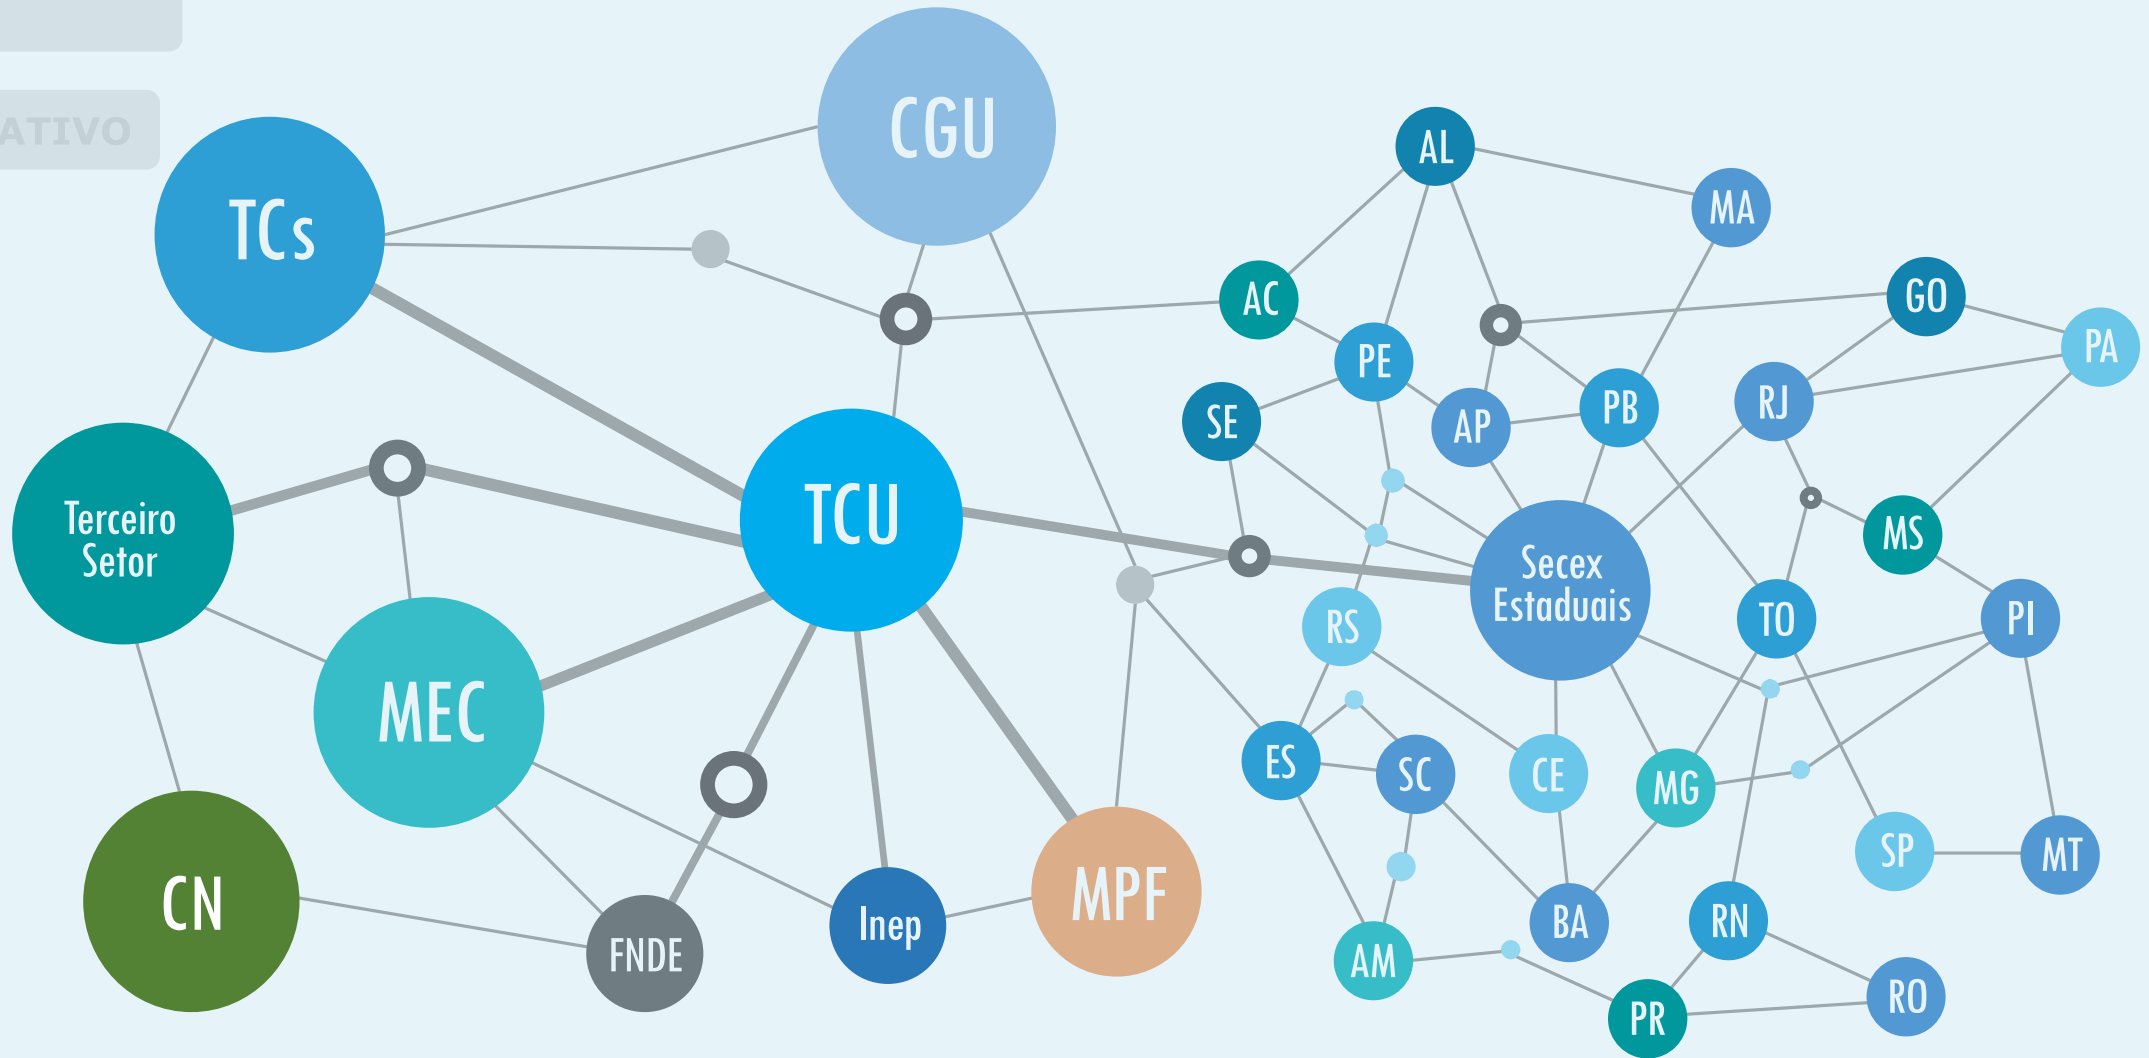 ATIVO
CGU
TCs
AL
MA
AC
GO
PA
PE
SE
AP
PB
RJ
TCU
Terceiro
Setor
Secex
Estaduais
MS
RS
TO
PI
MEC
ES
SC
CE
MG
SP
MT
CN
MPF
FNDE
Inep
AM
BA
RN
RO
PR